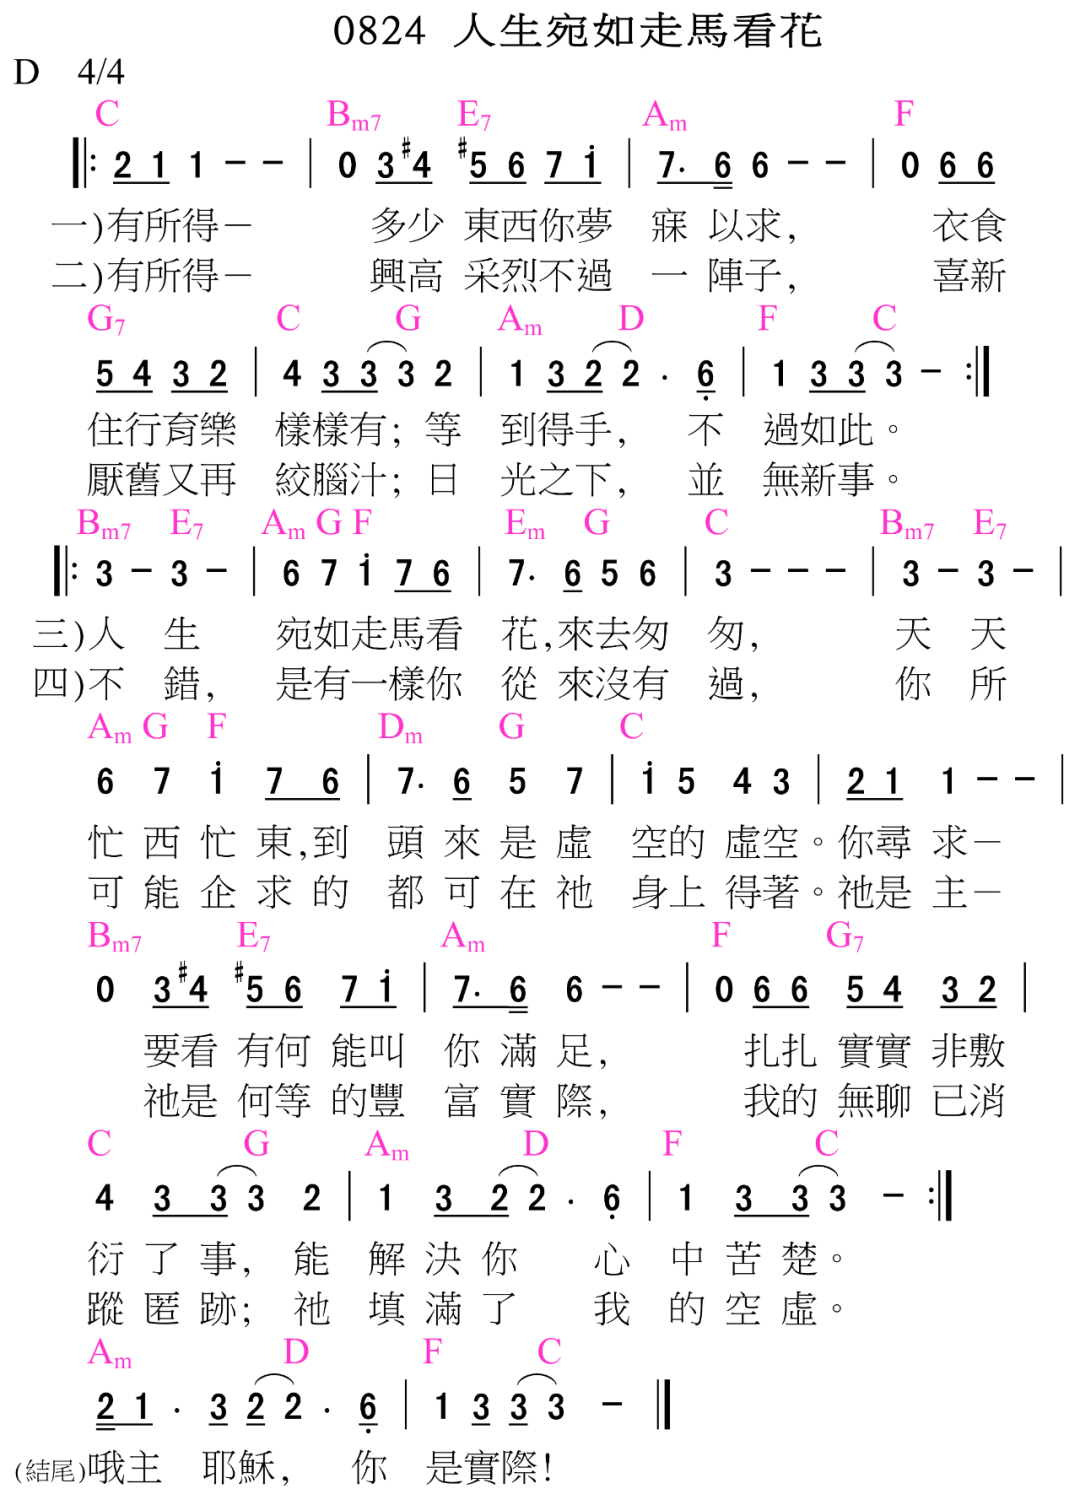 0824 人生宛如走馬看花
D 4/4
C Bm7 E7 Am F
‖: 2 1 1 - - | 0 3 #4 #5 6 7 i | 7. 6 6 - - | 0 6 6
一)有所得－ 多少 東西你夢 寐 以求, 衣食
二)有所得－ 興高 采烈不過 一 陣子, 喜新
G7 C G Am D F C
5 4 3 2 | 4 3 3 3 2 | 1 3 2 2 . 6̣ | 1 3 3 3 - :‖
住行育樂 樣樣有; 等 到得手, 不 過如此。
厭舊又再 絞腦汁; 日 光之下, 並 無新事。
Bm7 E7 Am G F Em G C Bm7 E7
‖: 3 - 3 - | 6 7 i 7 6 | 7. 6 5 6 | 3 - - - | 3 - 3 - |
三)人 生 宛如走馬看 花,來去匆 匆, 天 天
四)不 錯, 是有一樣你 從 來沒有 過, 你 所
Am G F Dm G C
6 7 i 7 6 | 7. 6 5 7 | i 5 4 3 | 2 1 1 - - |
忙 西 忙 東,到 頭 來 是 虛 空的 虛空。你尋 求－
可 能 企 求 的 都 可 在 祂 身上 得著。祂是 主－
Bm7 E7 Am F G7
0 3 #4 #5 6 7 i | 7. 6 6 - - | 0 6 6 5 4 3 2 |
要看 有何 能叫 你 滿 足, 扎扎 實實 非敷
祂是 何等 的豐 富 實 際, 我的 無聊 已消
C G Am D F C
4 3 3 3 2 | 1 3 2 2 . 6̣ | 1 3 3 3 - :‖
衍 了 事, 能 解 決 你 心 中 苦 楚。
蹤 匿 跡; 祂 填 滿 了 我 的 空 虛。
Am D F C
2 1 . 3 2 2 . 6̣ | 1 3 3 3 - ‖
(結尾)哦主 耶穌, 你 是實際!